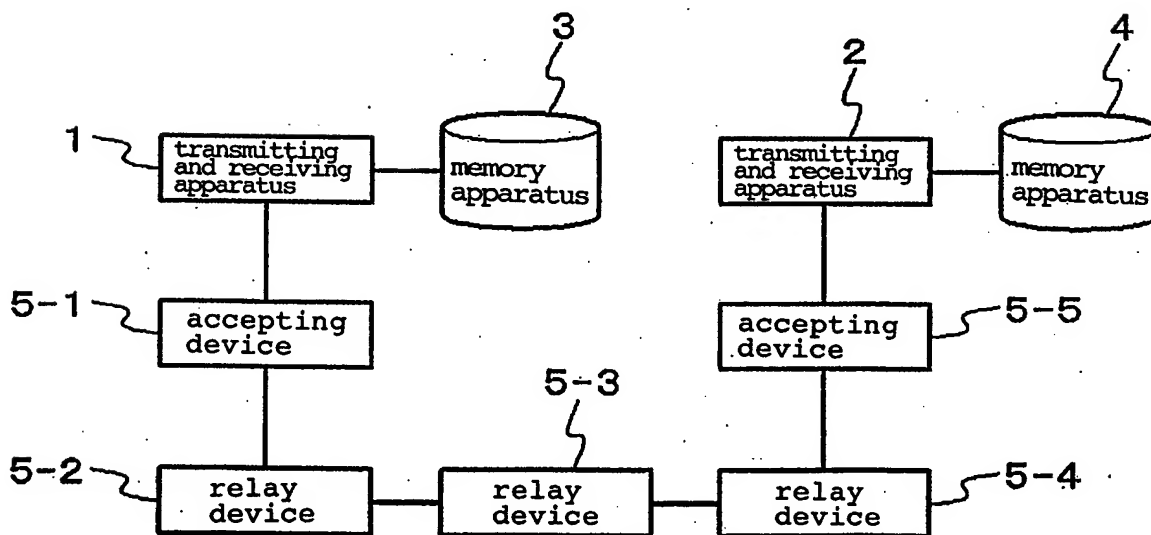 3
2
4
1
transmitting
and receiving
apparatus
memory
apparatus
transmitting
and receiving
apparatus
memory
apparatus
5-1
accepting
device
accepting
device
5-5
5-3
5-2
relay
device
relay
device
relay
device
5-4